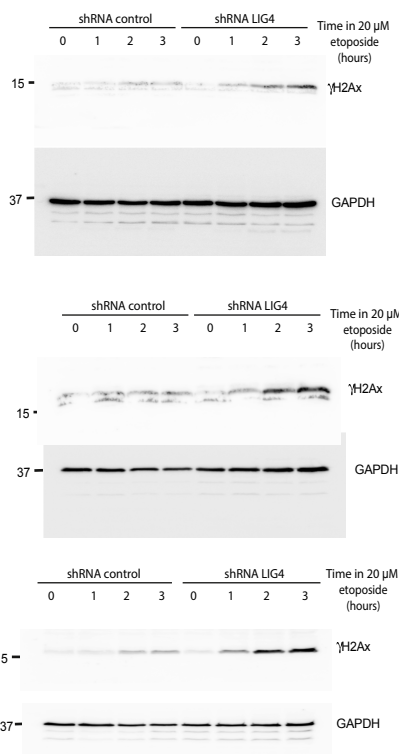 shRNA control shRNA LIG4 Time in 20 μM
0 1 2 3 0 1 2 3 etoposide
(hours)
15 γH2Ax
37 GAPDH
shRNA control shRNA LIG4 Time in 20 μM
0 1 2 3 0 1 2 3 etoposide
(hours)
γH2Ax
15
37 GAPDH
shRNA control shRNA LIG4 Time in 20 μM
0 1 2 3 0 1 2 3 etoposide
(hours)
5 γH2Ax
37 GAPDH